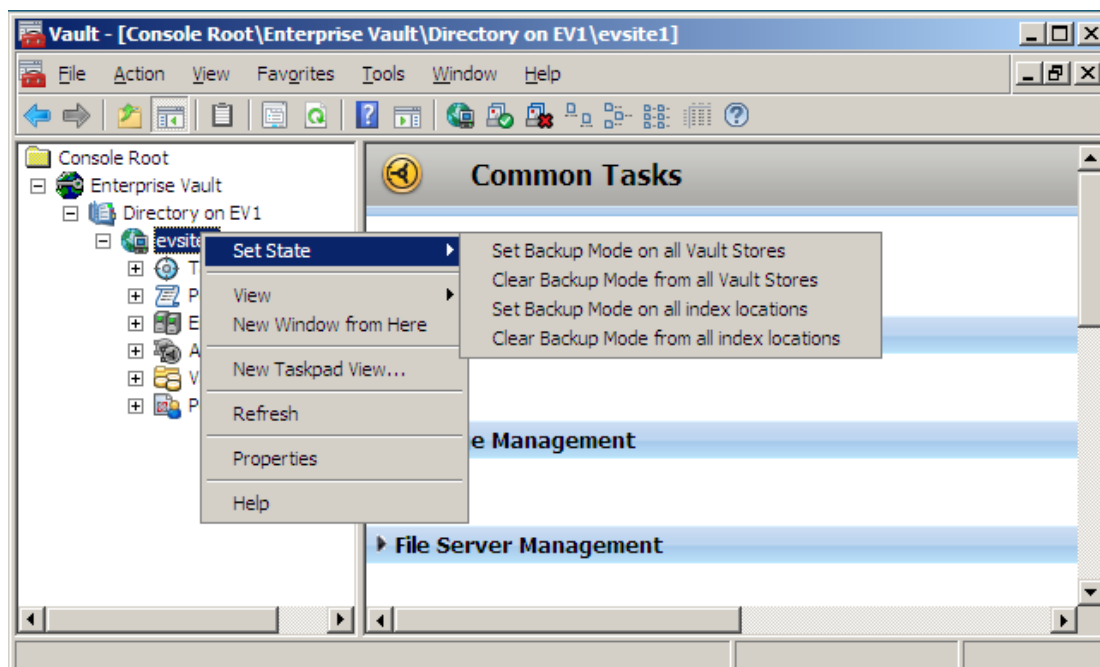 Vault - [Console Root\Enterprise Vault\Directory on EV1\evsite1]
File Action View Favorites Tools Window Help
Console Root
Enterprise Vault
Directory on EV1
Common Tasks
Set State
View
New Window from Here
New Taskpad View...
Refresh
Properties
Help
Set Backup Mode on all Vault Stores
Clear Backup Mode from all Vault Stores
Set Backup Mode on all index locations
Clear Backup Mode from all index locations
e Management
File Server Management